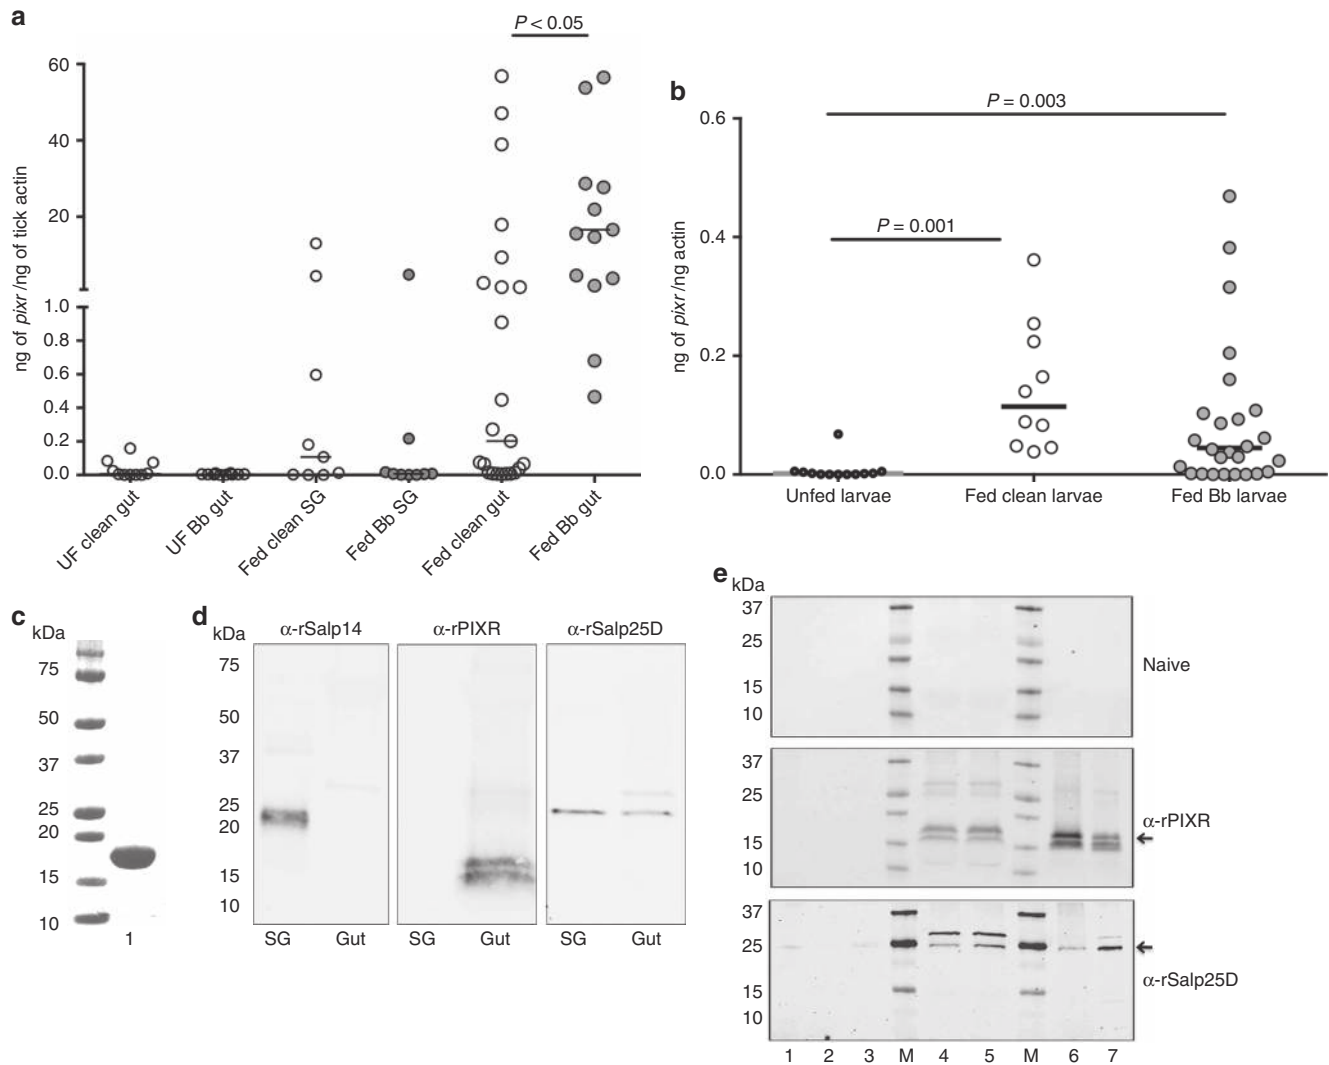 a
P < 0.05
ng of pixr /ng of tick actin
60
40
20
1.0
0.8
0.6
0.4
0.2
0.0
UF clean gut
UF Bb gut
Fed clean SG
Fed Bb SG
Fed clean gut
Fed Bb gut
b
P = 0.003
P = 0.001
ng of pixr /ng actin
0.6
0.4
0.2
0.0
Unfed larvae
Fed clean larvae
Fed Bb larvae
c
kDa
75
50
37
25
20
15
10
1
d
kDa
α-rSalp14
α-rPIXR
α-rSalp25D
75
50
37
25
20
15
10
SG
Gut
SG
Gut
SG
Gut
e
kDa
37
25
15
10
Naive
37
25
15
10
α-rPIXR
37
25
15
10
α-rSalp25D
1 2 3 M 4 5 M 6 7